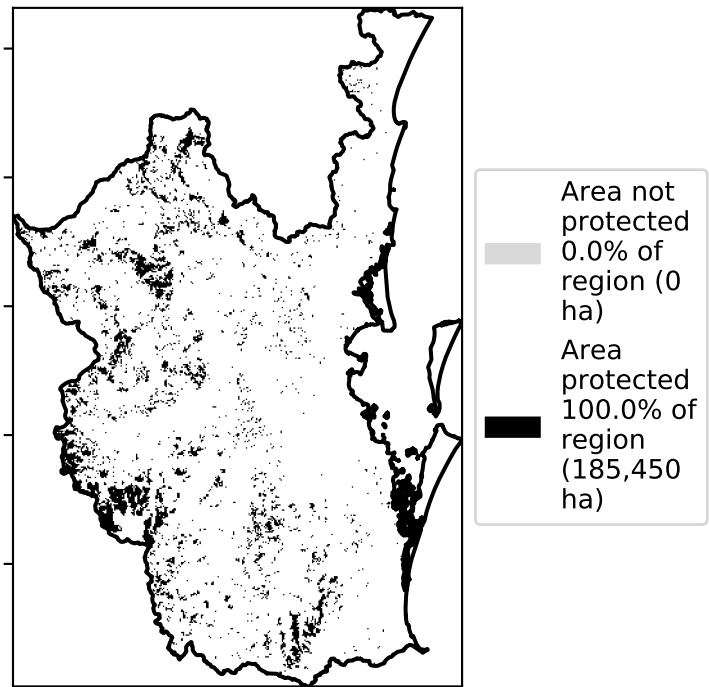 Area not
protected
0.0% of
region (0
ha)
Area
protected
100.0% of
region
(185,450
ha)